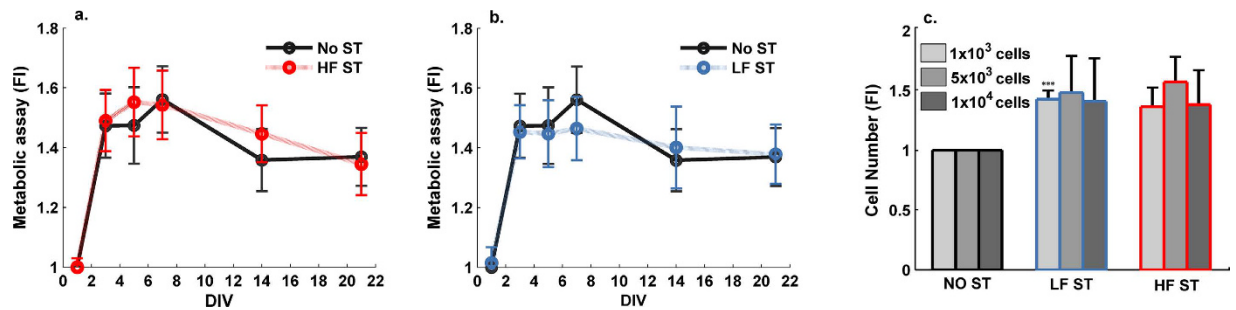 a.
Metabolic assay (FI)
1.8
1.6
1.4
1.2
1
No ST
HF ST
0 2 4 6 8 10 12 14 16 18 20 22
DIV
b.
Metabolic assay (FI)
1.8
1.6
1.4
1.2
1
No ST
LF ST
0 2 4 6 8 10 12 14 16 18 20 22
DIV
c.
Cell Number (FI)
2
1.5
1
0.5
0
1x10³ cells
5x10³ cells
1x10⁴ cells
***
NO ST LF ST HF ST